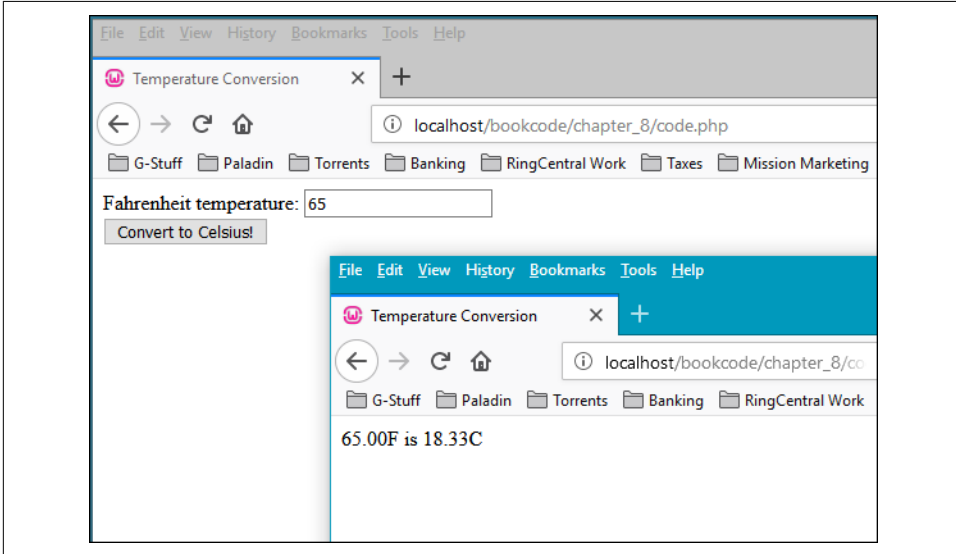 File Edit View History Bookmarks Tools Help
Temperature Conversion
localhost/bookcode/chapter_8/code.php
G-Stuff Paladin Torrents Banking RingCentral Work Taxes Mission Marketing
Fahrenheit temperature: 65
Convert to Celsius!
File Edit View History Bookmarks Tools Help
Temperature Conversion
localhost/bookcode/chapter_8/co
G-Stuff Paladin Torrents Banking RingCentral Work
65.00F is 18.33C